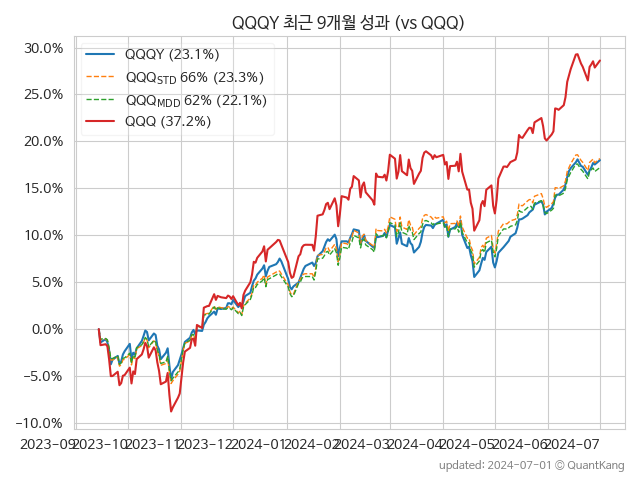 QQQY 최근 9개월 성과 (vs QQQ)
30.0%
25.0%
20.0%
15.0%
10.0%
5.0%
0.0%
−5.0%
−10.0%
QQQY (23.1%)
QQQSTD 66% (23.3%)
QQQMDD 62% (22.1%)
QQQ (37.2%)
2023-09 2023-10 2023-11 2023-12 2024-01 2024-02 2024-03 2024-04 2024-05 2024-06 2024-07
updated: 2024-07-01 © QuantKang